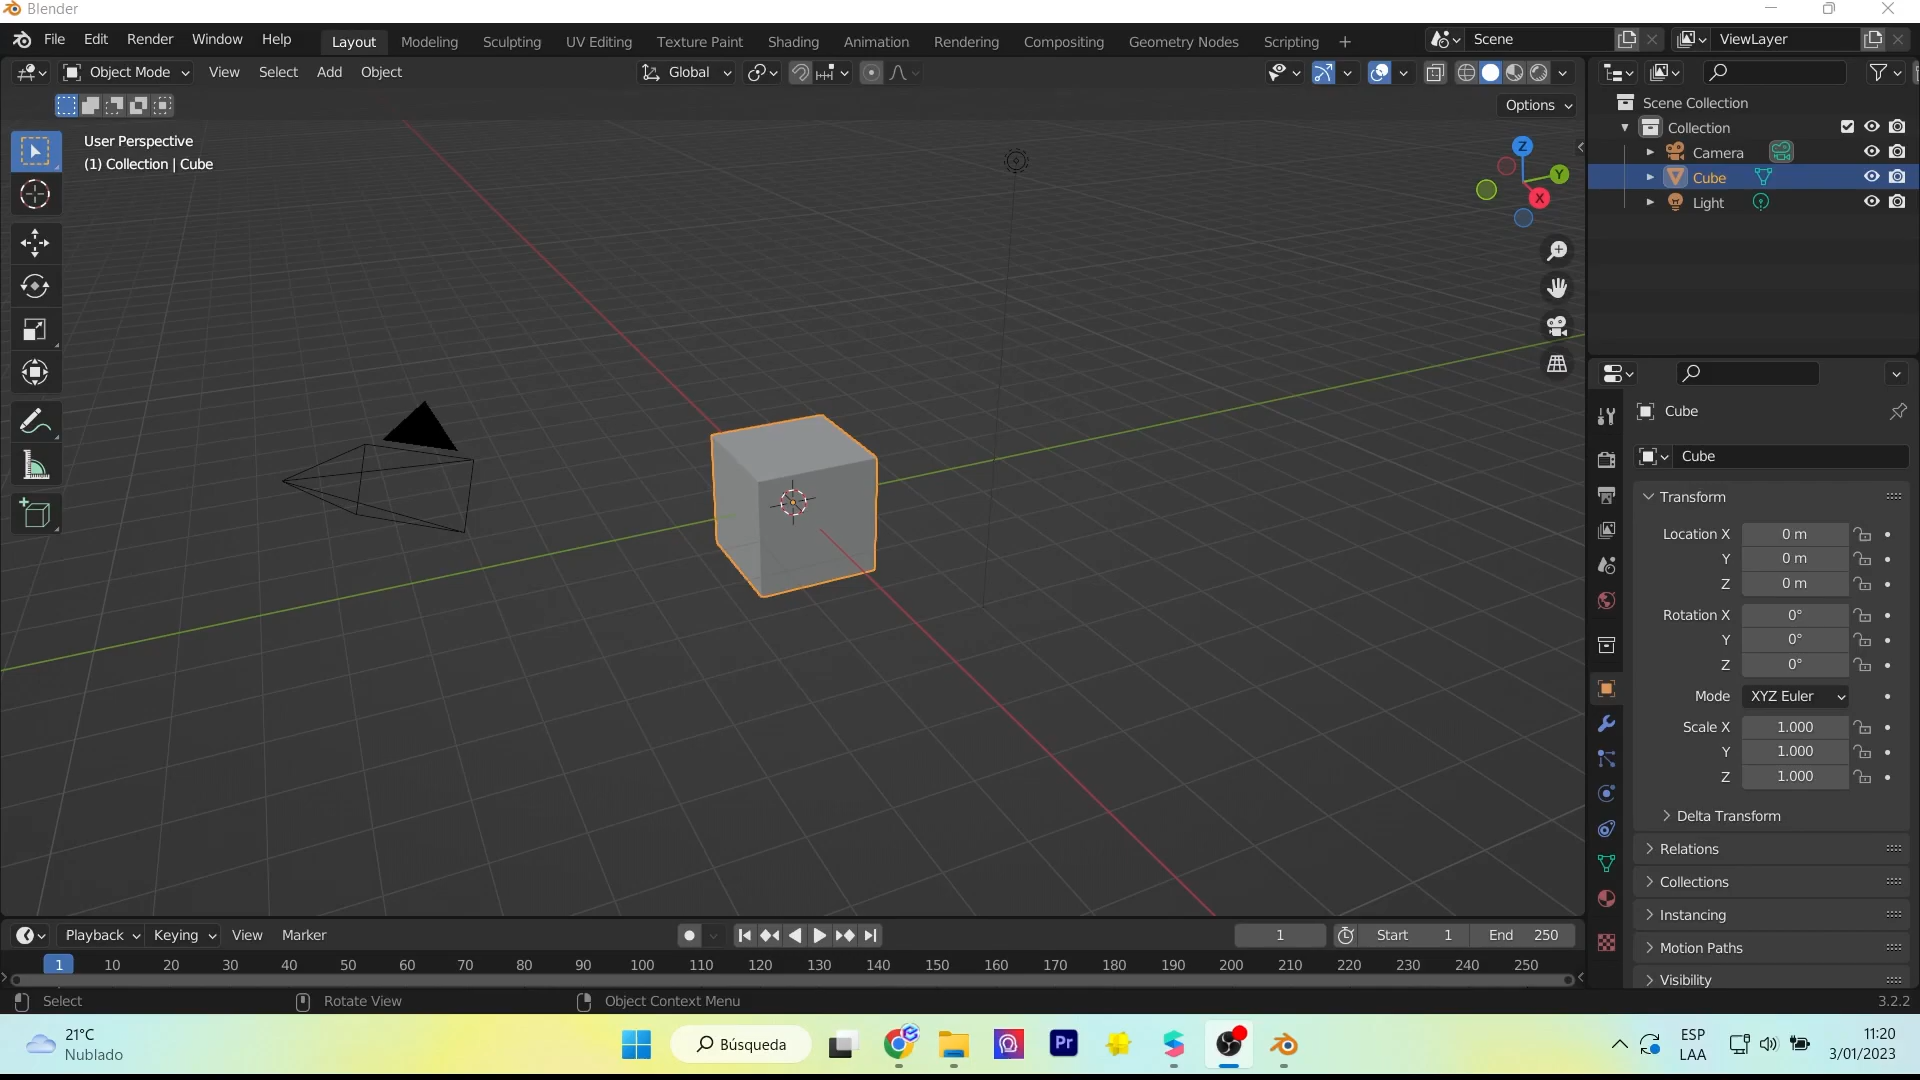 Blender
File Edit Render Window Help Layout Modeling Sculpting UV Editing Texture Paint Shading Animation Rendering Compositing Geometry Nodes Scripting + Scene ViewLayer
Object Mode View Select Add Object Global
Options
User Perspective
(1) Collection | Cube
Z
Y
X
Scene Collection
Collection
Camera
Cube
Light
Cube
Cube
Transform
Location X 0 m
Y 0 m
Z 0 m
Rotation X 0°
Y 0°
Z 0°
Mode XYZ Euler
Scale X 1.000
Y 1.000
Z 1.000
Delta Transform
Relations
Collections
Instancing
Motion Paths
Visibility
Playback Keying View Marker 1 Start 1 End 250
1 10 20 30 40 50 60 70 80 90 100 110 120 130 140 150 160 170 180 190 200 210 220 230 240 250
Select Rotate View Object Context Menu 3.2.2
21°C
Nublado
Búsqueda
Pr
ESP
LAA
11:20
3/01/2023